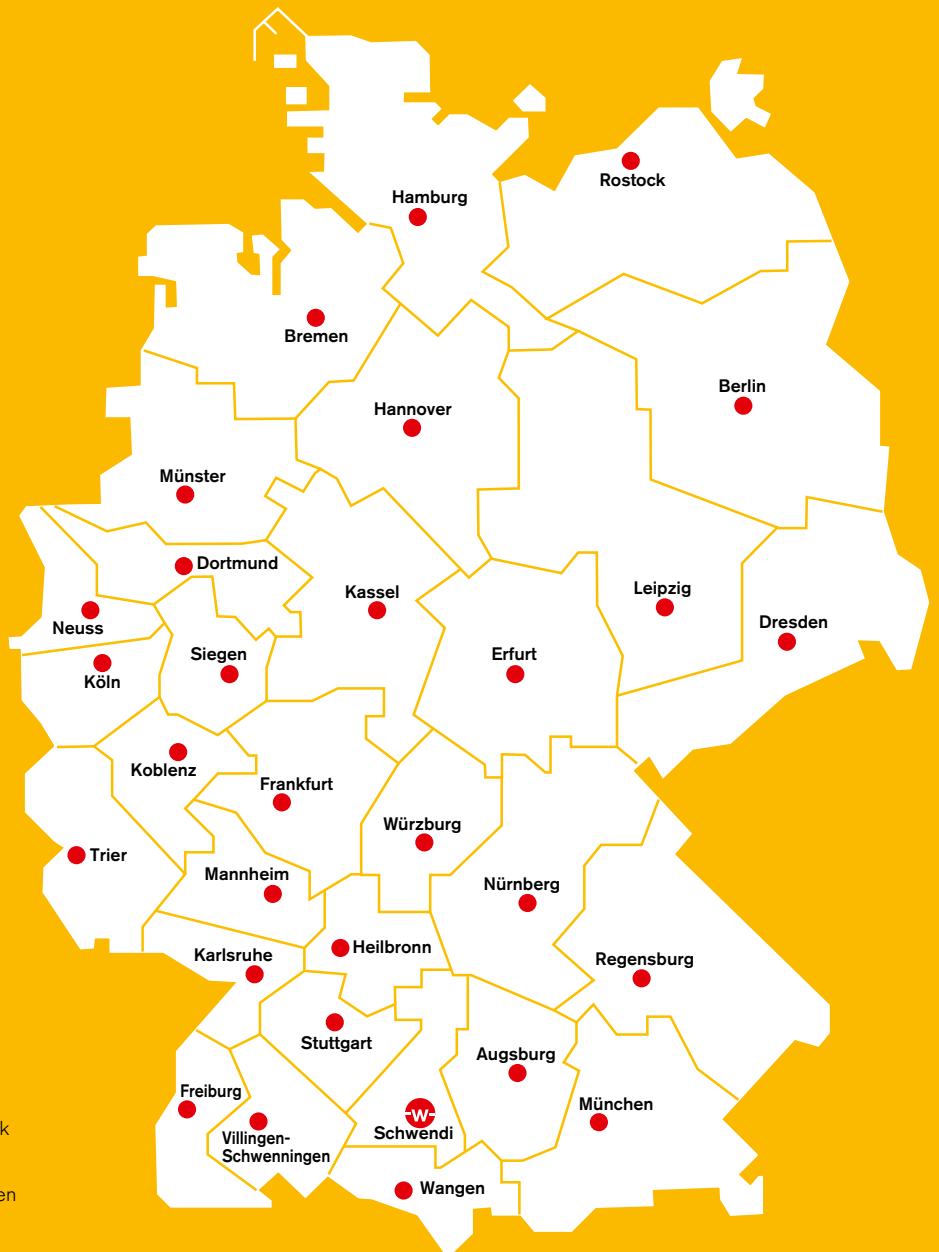 Hamburg
Rostock
Bremen
Berlin
Hannover
Münster
Dortmund
Kassel
Leipzig
Neuss
Dresden
Siegen
Erfurt
Köln
Koblenz
Frankfurt
Würzburg
Trier
Mannheim
Nürnberg
Heilbronn
Karlsruhe
Regensburg
Stuttgart
Augsburg
Freiburg
München
-W-
k
Schwendi
Villingen-
Schwenningen
Wangen
en